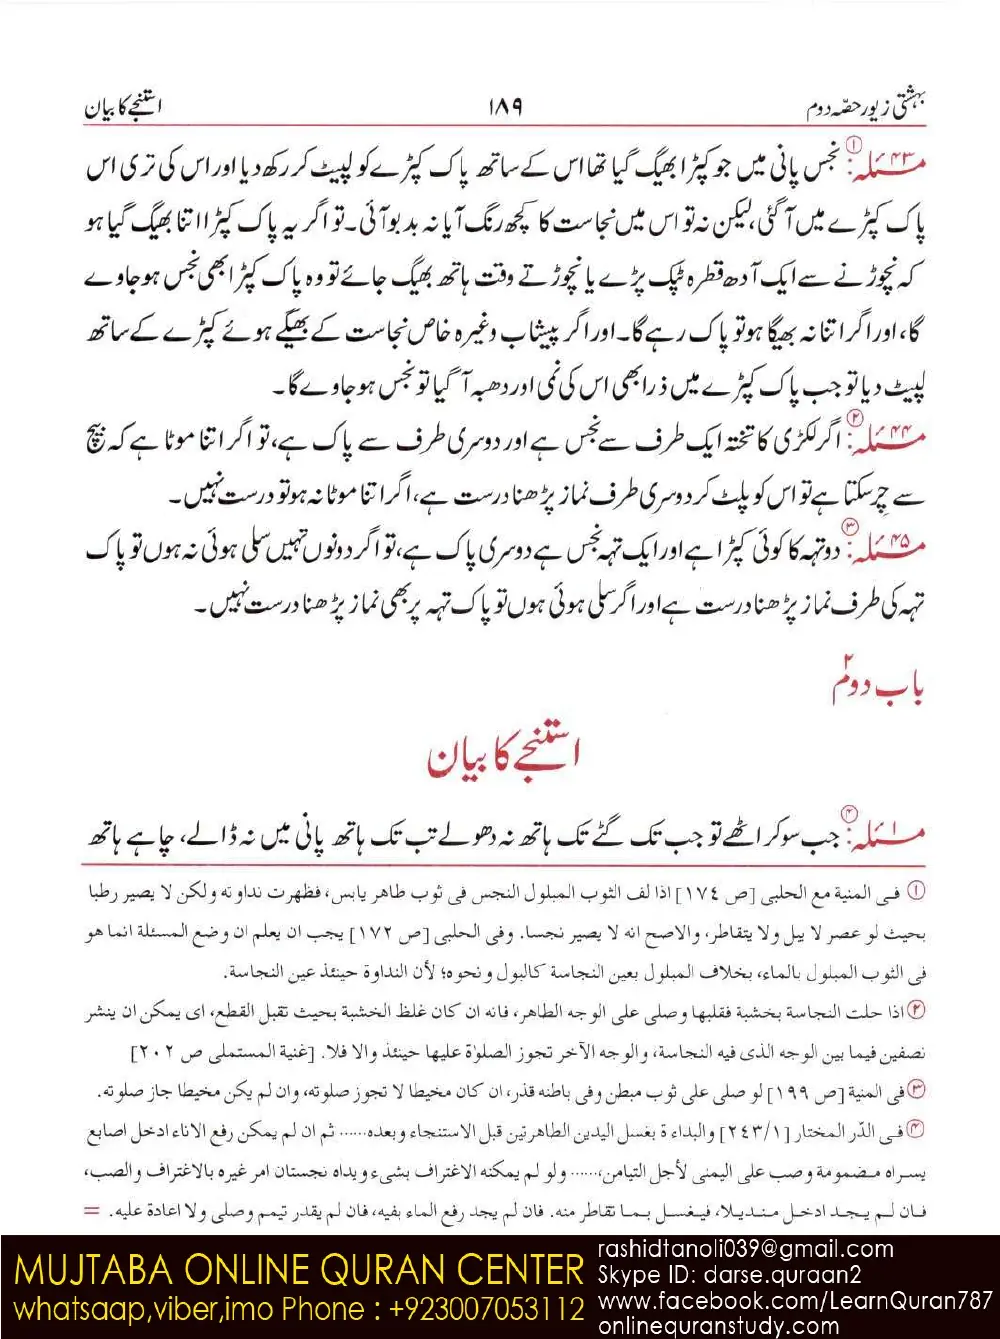 بہشتی زیور حصّہ دوم ۱۸۹ استنجے کا بیان
مسئلہ ۴۳: ① نجس پانی میں جو کپڑا بھیگ گیا تھا اس کے ساتھ پاک کپڑے کو لپیٹ کر رکھ دیا اور اس کی تری اس
پاک کپڑے میں آ گئی، لیکن نہ تو اس میں نجاست کا کچھ رنگ آیا نہ بد بو آئی۔ تو اگر یہ پاک کپڑا اتنا بھیگ گیا ہو
کہ نچوڑنے سے ایک آدھ قطرہ ٹپک پڑے یا نچوڑتے وقت ہاتھ بھیگ جائے تو وہ پاک کپڑا بھی نجس ہو جاوے
گا، اور اگر اتنا نہ بھیگا ہو تو پاک رہے گا۔ اور اگر پیشاب وغیرہ خاص نجاست کے بھیگے ہوئے کپڑے کے ساتھ
لپیٹ دیا تو جب پاک کپڑے میں ذرا بھی اس کی نمی اور دھبہ آ گیا تو نجس ہو جاوے گا۔
مسئلہ ۴۴: ② اگر لکڑی کا تختہ ایک طرف سے نجس ہے اور دوسری طرف سے پاک ہے، تو اگر اتنا موٹا ہے کہ بیچ
سے چِر سکتا ہے تو اس کو پلٹ کر دوسری طرف نماز پڑھنا درست ہے، اگر اتنا موٹا نہ ہو تو درست نہیں۔
مسئلہ ۴۵: ③ دو تہہ کا کوئی کپڑا ہے اور ایک تہہ نجس ہے دوسری پاک ہے، تو اگر دونوں تہیں سلی ہوئی نہ ہوں تو پاک
تہہ کی طرف نماز پڑھنا درست ہے اور اگر سلی ہوئی ہوں تو پاک تہہ پر بھی نماز پڑھنا درست نہیں۔
باب دوم ۲
استنجے کا بیان
مسئلہ ۱: ④ جب سو کر اٹھے تو جب تک گٹے تک ہاتھ نہ دھولے تب تک ہاتھ پانی میں نہ ڈالے، چاہے ہاتھ
① فی المنیة مع الحلبی [ص ۱۷۴] اذا لف الثوب المبلول النجس فی ثوب طاهر یابس، فظهرت نداوته ولکن لا یصیر رطبا
بحیث لو عصر لا یبل ولا یتقاطر، والاصح انه لا یصیر نجسا. وفی الحلبی [ص ۱۷۲] یجب ان یعلم ان وضع المسئلة انما هو
فی الثوب المبلول بالماء، بخلاف المبلول بعین النجاسة کالبول ونحوه؛ لأن النداوة حینئذ عین النجاسة.
② اذا حلت النجاسة بخشبة فقلبها وصلی علی الوجه الطاهر، فانه ان کان غلظ الخشبة بحیث تقبل القطع، ای یمکن ان ینشر
نصفین فیما بین الوجه الذی فیه النجاسة، والوجه الآخر تجوز الصلوٰة علیها حینئذ والا فلا. [غنیة المستملی ص ۲۰۲]
③ فی المنیة [ص ۱۹۹] لو صلی علی ثوب مبطن وفی باطنه قذر، ان کان مخیطا لا تجوز صلوته، وان لم یکن مخیطا جاز صلوته.
④ فی الدّر المختار [۲۴۳/۱] والبداءة بغسل الیدین الطاهرتین قبل الاستنجاء وبعده...... ثم ان لم یمکن رفع الاناء ادخل اصابع
یسراه مضمومة وصب علی الیمنی لأجل التیامن،...... ولو لم یمکنه الاغتراف بشیء ویداه نجستان امر غیره بالاغتراف والصب،
فان لم یجد ادخل مندیلا، فیغسل بما تقاطر منه. فان لم یجد رفع الماء بفیه، فان لم یقدر تیمم وصلی ولا اعادة علیه. =
MUJTABA ONLINE QURAN CENTER
whatsaap,viber,imo Phone : +923007053112
rashidtanoli039@gmail.com
Skype ID: darse.quraan2
www.facebook.com/LearnQuran787
onlinequranstudy.com